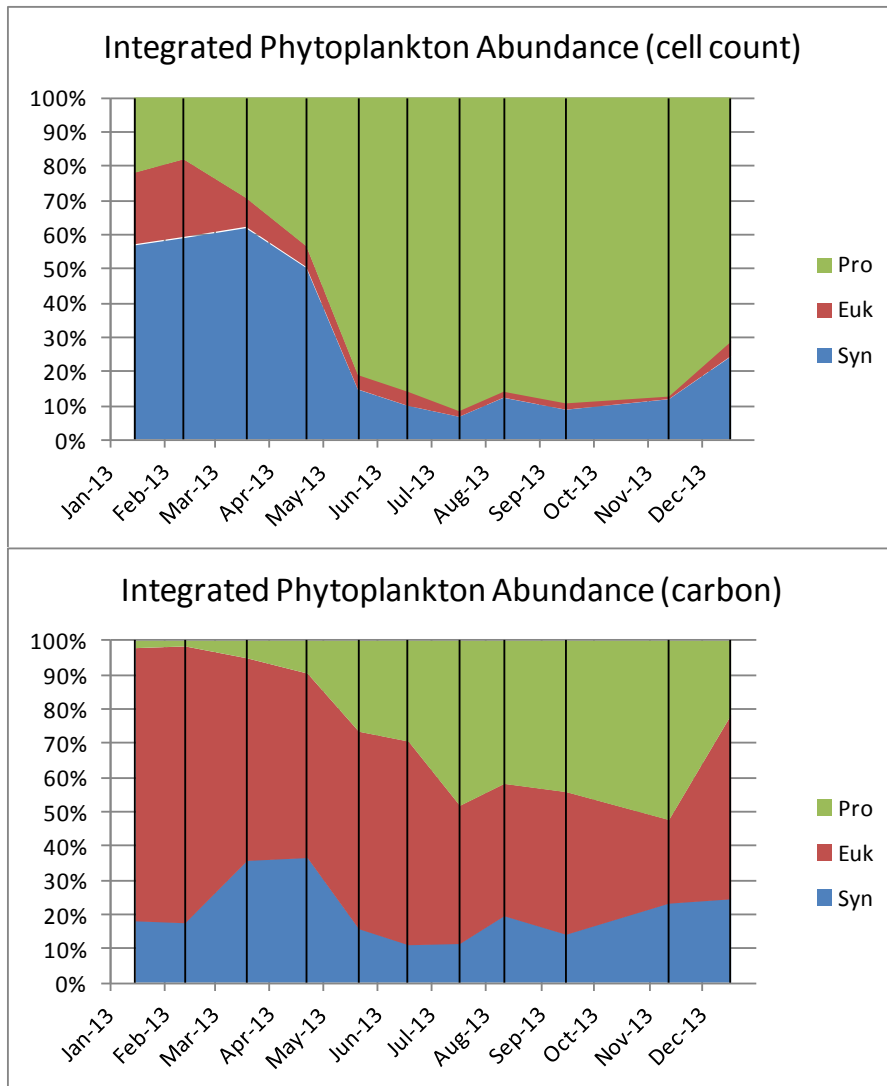 Integrated Phytoplankton Abundance (cell count)
100%
90%
80%
70%
60%
50%
40%
30%
20%
10%
0%
Jan-13
Feb-13
Mar-13
Apr-13
May-13
Jun-13
Jul-13
Aug-13
Sep-13
Oct-13
Nov-13
Dec-13
Pro
Euk
Syn
Integrated Phytoplankton Abundance (carbon)
100%
90%
80%
70%
60%
50%
40%
30%
20%
10%
0%
Jan-13
Feb-13
Mar-13
Apr-13
May-13
Jun-13
Jul-13
Aug-13
Sep-13
Oct-13
Nov-13
Dec-13
Pro
Euk
Syn